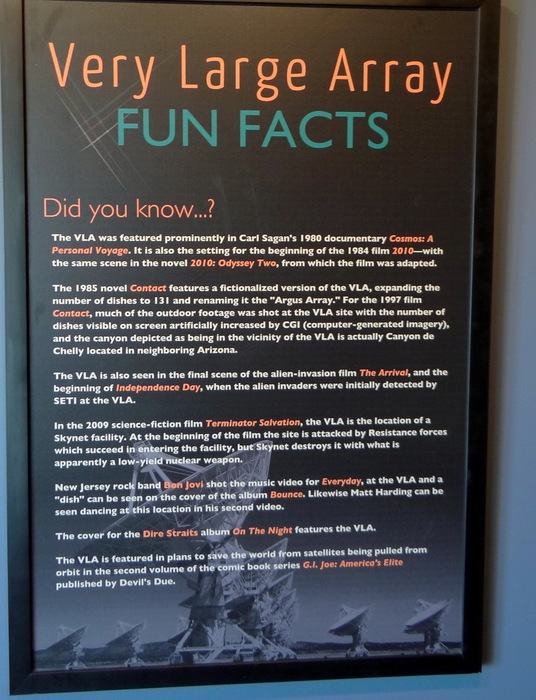 Very Large Array
FUN FACTS
Did you know...?
The VLA was featured prominently in Carl Sagan's 1980 documentary Cosmos: A
Personal Voyage. It is also the setting for the beginning of the 1984 film 2010—with
the same scene in the novel 2010: Odyssey Two, from which the film was adapted.
The 1985 novel Contact features a fictionalized version of the VLA, expanding the
number of dishes to 131 and renaming it the "Argus Array." For the 1997 film
Contact, much of the outdoor footage was shot at the VLA site with the number of
dishes visible on screen artificially increased by CGI (computer-generated imagery),
and the canyon depicted as being in the vicinity of the VLA is actually Canyon de
Chelly located in neighboring Arizona.
The VLA is also seen in the final scene of the alien-invasion film The Arrival, and the
beginning of Independence Day, when the alien invaders were initially detected by
SETI at the VLA.
In the 2009 science-fiction film Terminator Salvation, the VLA is the location of a
Skynet facility. At the beginning of the film the site is attacked by Resistance forces
which succeed in entering the facility, but Skynet destroys it with what is
apparently a low-yield nuclear weapon.
New Jersey rock band Bon Jovi shot the music video for Everyday, at the VLA and a
"dish" can be seen on the cover of the album Bounce. Likewise Matt Harding can be
seen dancing at this location in his second video.
The cover for the Dire Straits album On The Night features the VLA.
The VLA is featured in plans to save the world from satellites being pulled from
orbit in the second volume of the comic book series G.I. Joe: America's Elite
published by Devil's Due.